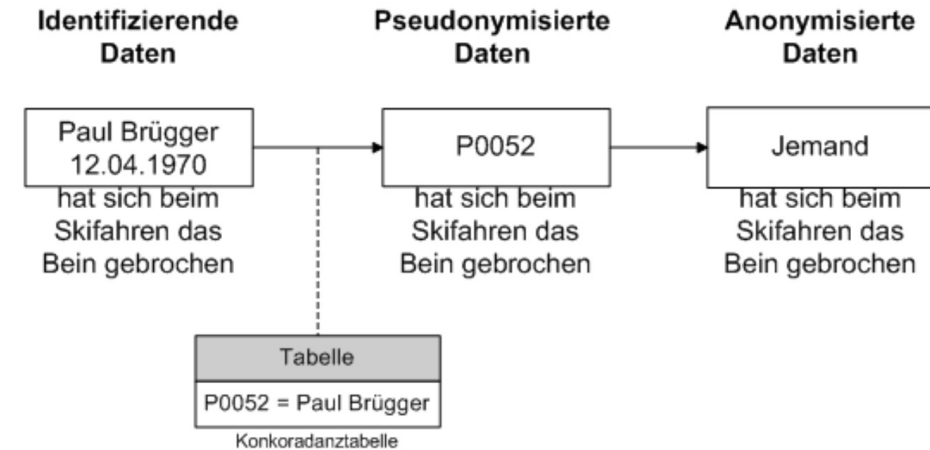 Identifizierende
Daten
Pseudonymisierte
Daten
Anonymisierte
Daten
Paul Brügger
12.04.1970
hat sich beim
Skifahren das
Bein gebrochen
P0052
hat sich beim
Skifahren das
Bein gebrochen
Jemand
hat sich beim
Skifahren das
Bein gebrochen
Tabelle
P0052 = Paul Brügger
Konkoradanztabelle